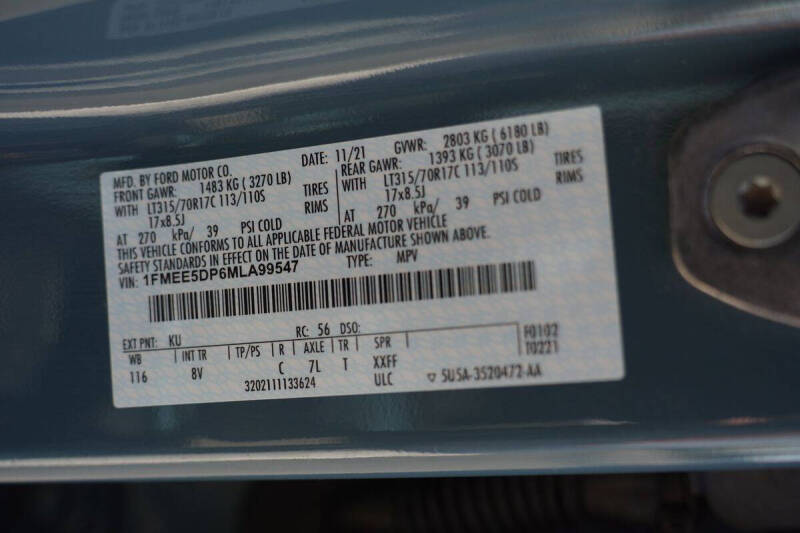 MFD. BY FORD MOTOR CO.
DATE: 11/21 GVWR: 2803 KG ( 6180 LB)
FRONT GAWR: 1483 KG ( 3270 LB) REAR GAWR: 1393 KG ( 3070 LB)
WITH LT315/70R17C 113/110S TIRES WITH LT315/70R17C 113/110S TIRES
17x8.5J RIMS 17x8.5J RIMS
AT 270 kPa/ 39 PSI COLD AT 270 kPa/ 39 PSI COLD
THIS VEHICLE CONFORMS TO ALL APPLICABLE FEDERAL MOTOR VEHICLE
SAFETY STANDARDS IN EFFECT ON THE DATE OF MANUFACTURE SHOWN ABOVE.
VIN: 1FMEE5DP6MLA99547 TYPE: MPV
EXT PNT: KU RC: 56 DSO: F0102
WB INT TR TP/PS R AXLE TR SPR T0221
116 8V C 7L T XXFF
3202111133624 ULC ▽ SU5A-3520472-AA